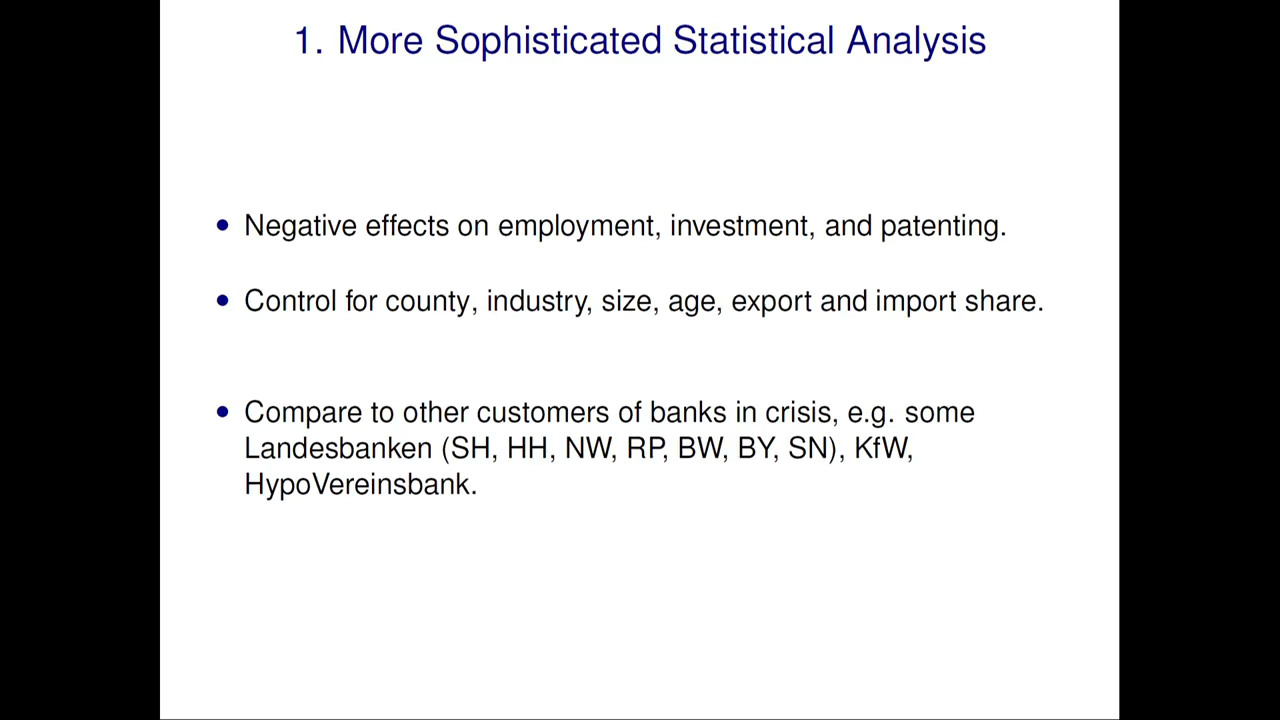 1. More Sophisticated Statistical Analysis
• Negative effects on employment, investment, and patenting.
• Control for county, industry, size, age, export and import share.
• Compare to other customers of banks in crisis, e.g. some
Landesbanken (SH, HH, NW, RP, BW, BY, SN), KfW,
HypoVereinsbank.